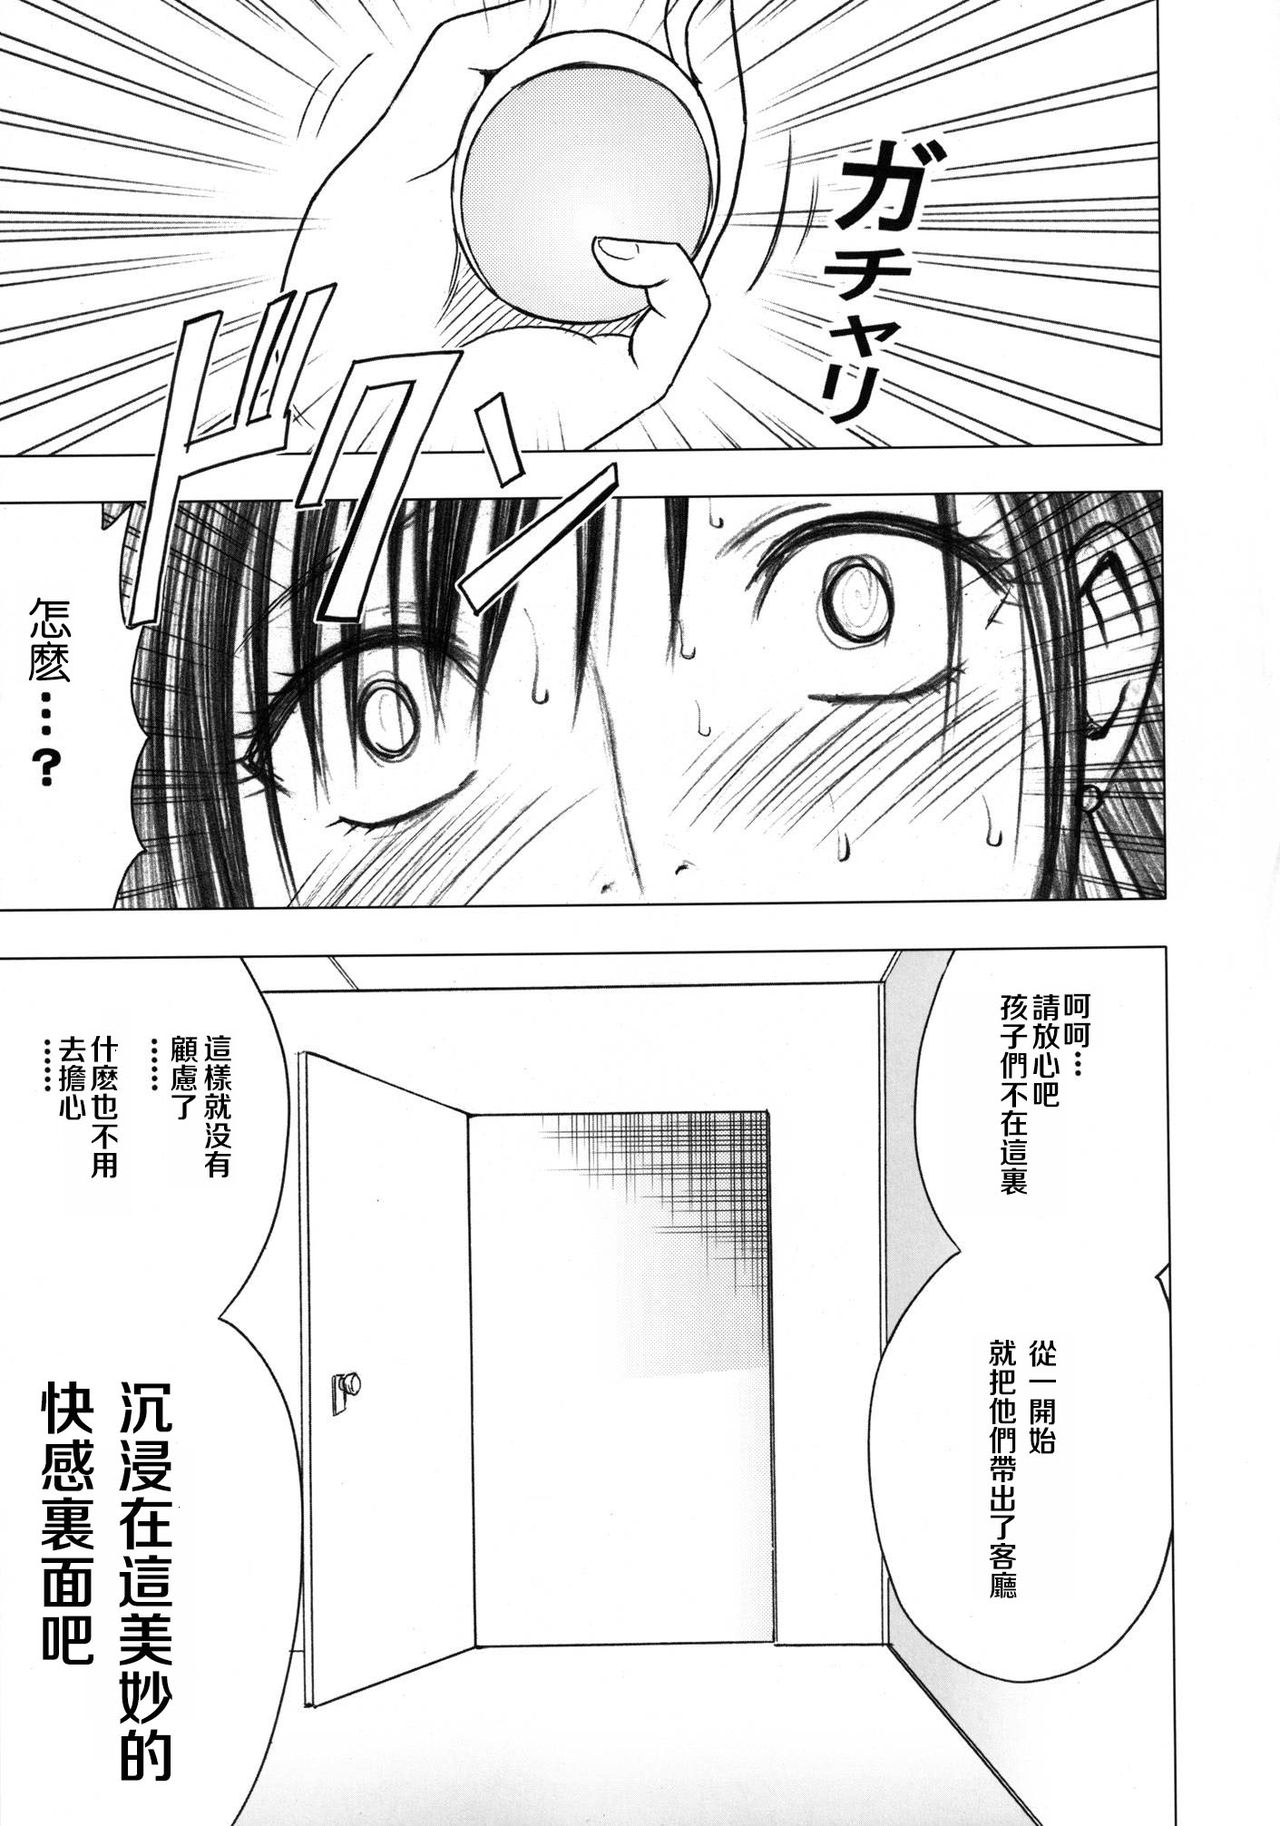 ガチャリ
ドクン
怎麽…?
呵呵…
請放心吧
孩子們不在這裏
從一開始
就把他們帶出了客廳
這樣就没有
顧慮了
……
什麽也不用
去擔心
……
沉浸在這美妙的
快感裏面吧